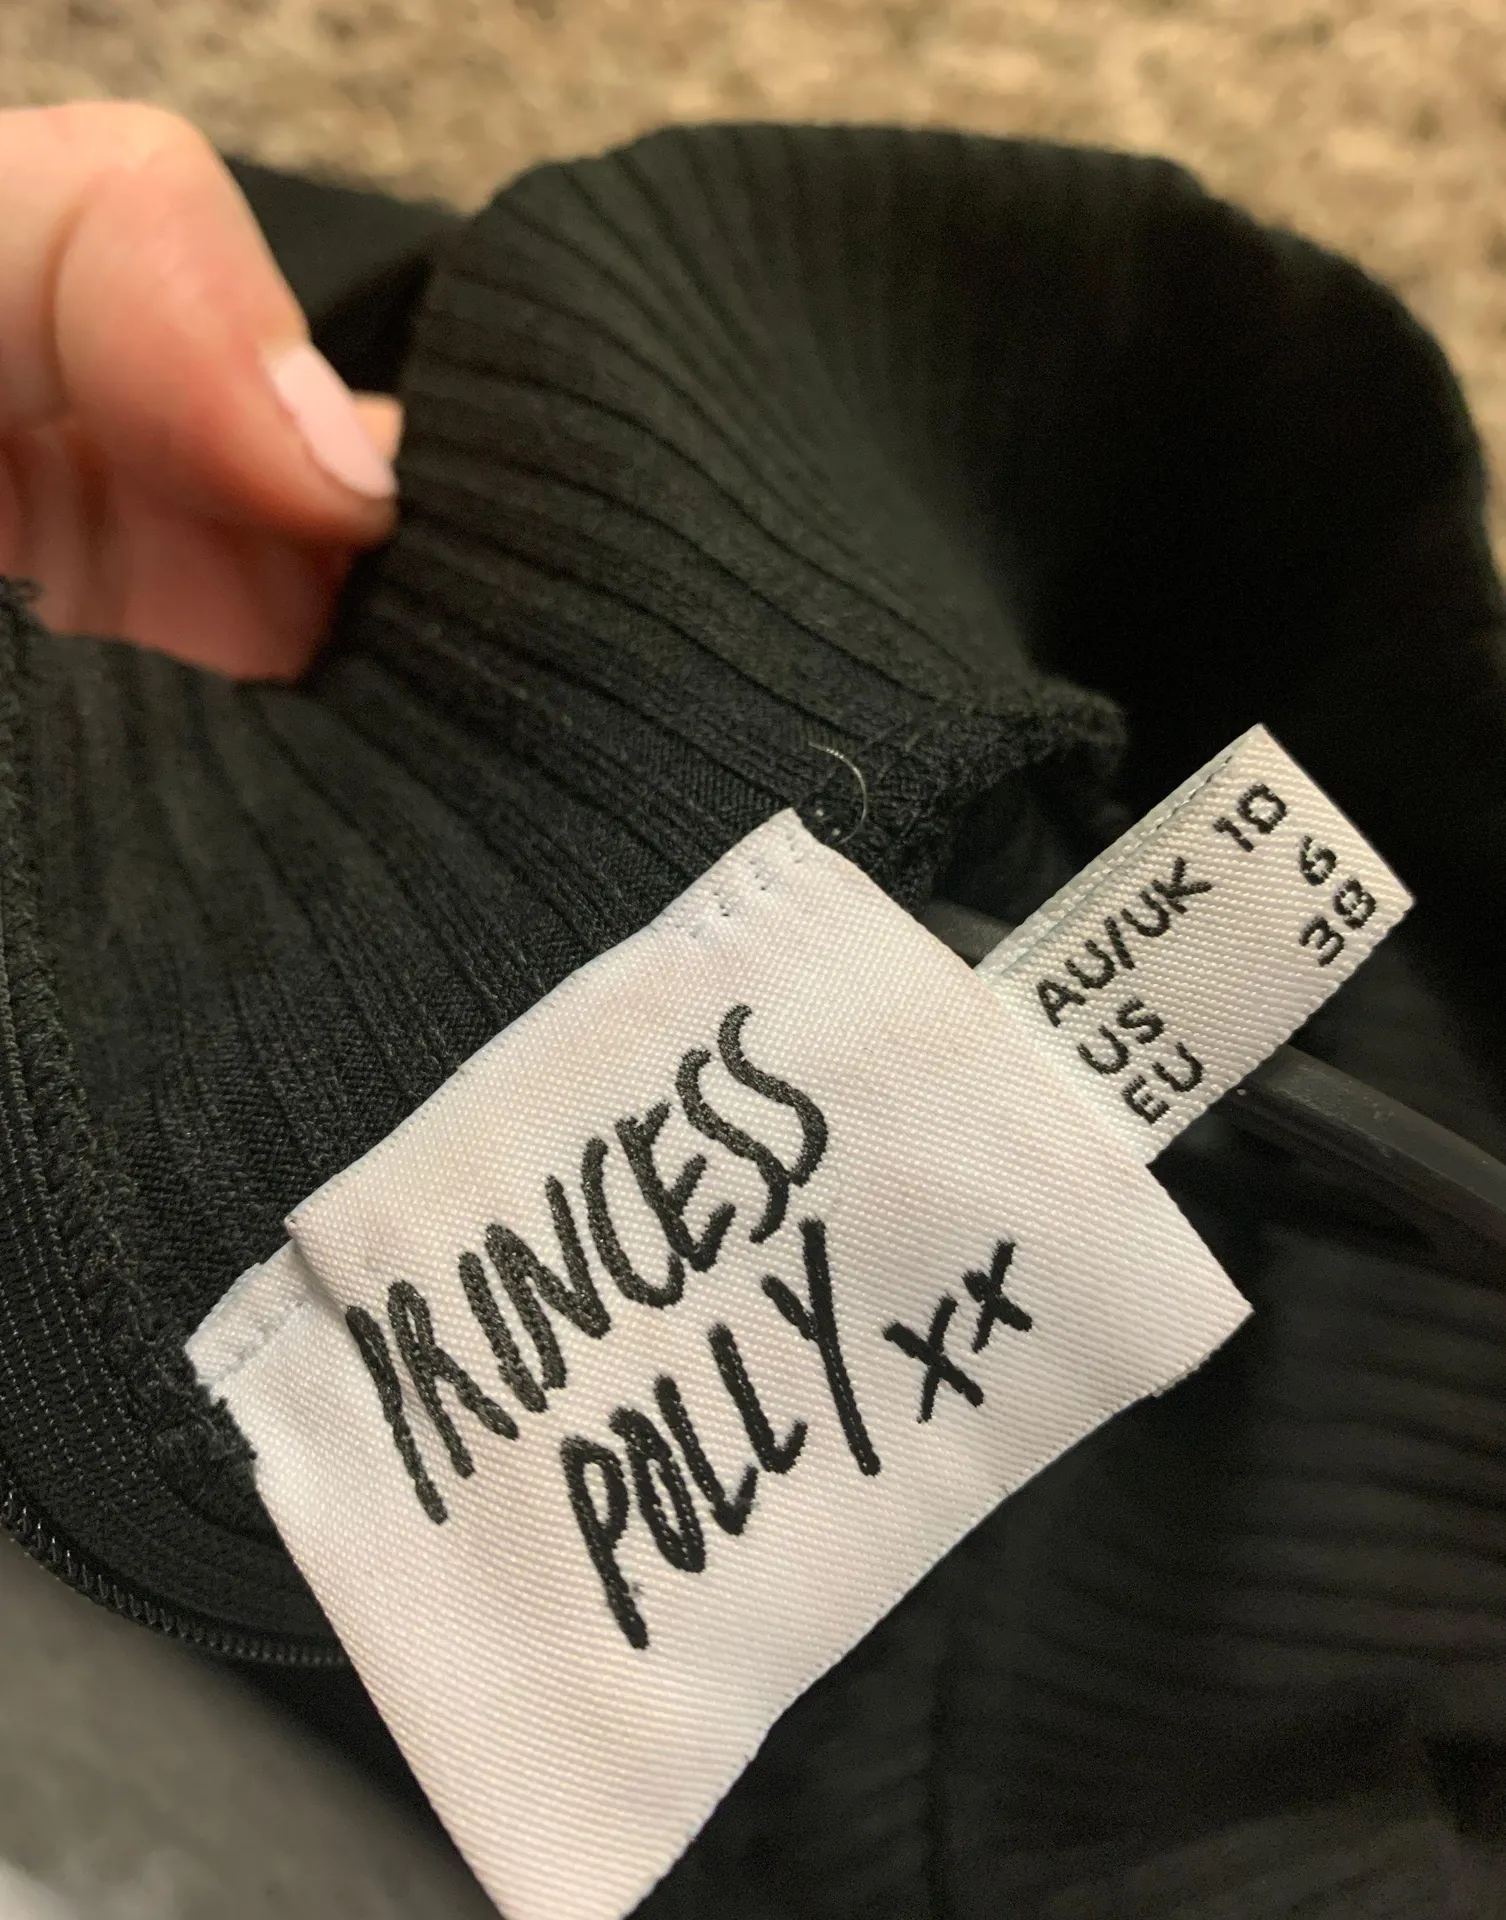 PRINCESS
POLLY xx
AU/UK 10
US 6
EU 38